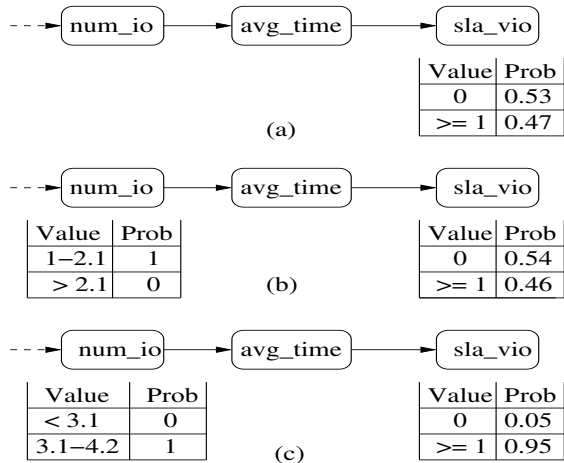 num_io avg_time sla_vio
Value Prob
0 0.53
>= 1 0.47
(a)
num_io avg_time sla_vio
Value Prob
1–2.1 1
> 2.1 0
Value Prob
0 0.54
>= 1 0.46
(b)
num_io avg_time sla_vio
Value Prob
< 3.1 0
3.1–4.2 1
Value Prob
0 0.05
>= 1 0.95
(c)